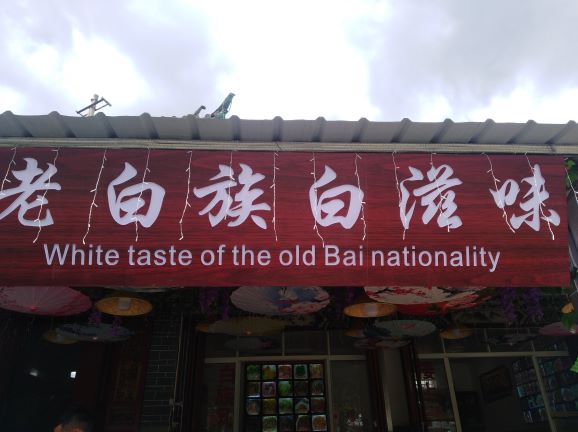 老白族白滋味
White taste of the old Bai nationality